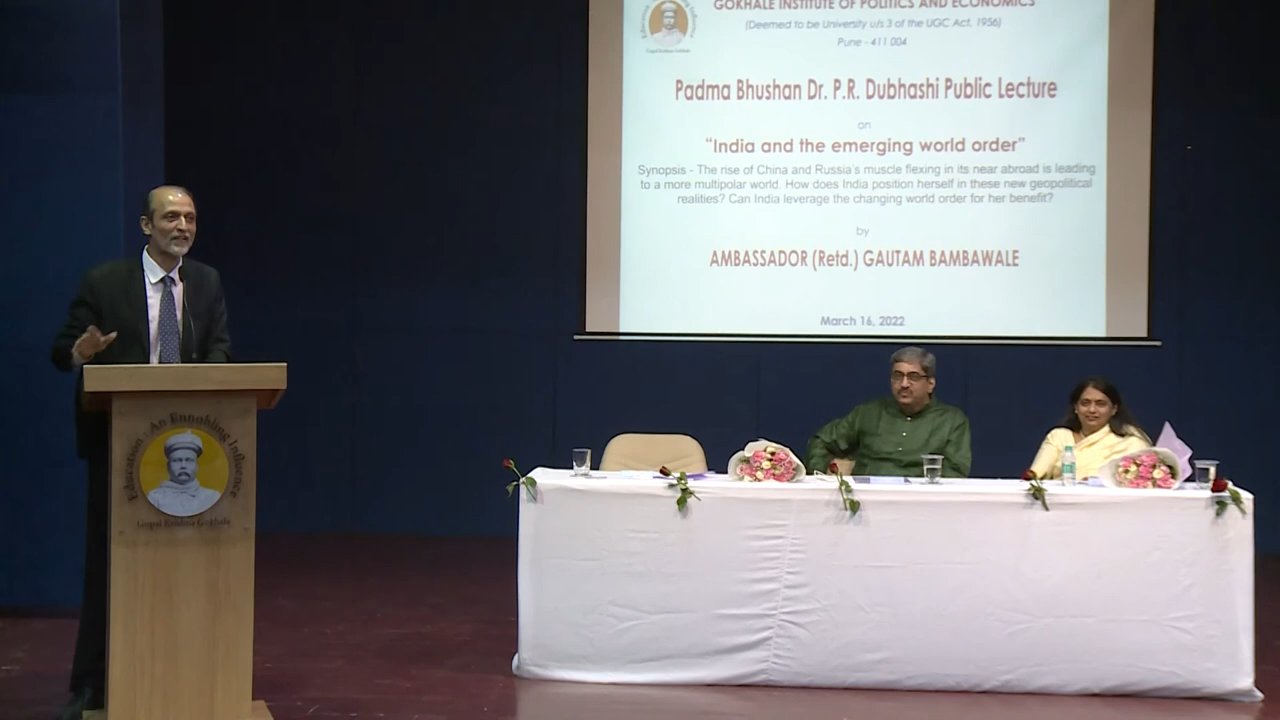 GOKHALE INSTITUTE OF POLITICS AND ECONOMICS
(Deemed to be University u/s 3 of the UGC Act, 1956)
Pune - 411 004
Gopal Krishna Gokhale
Padma Bhushan Dr. P.R. Dubhashi Public Lecture
on
“India and the emerging world order”
Synopsis - The rise of China and Russia's muscle flexing in its near abroad is leading
to a more multipolar world. How does India position herself in these new geopolitical
realities? Can India leverage the changing world order for her benefit?
by
AMBASSADOR (Retd.) GAUTAM BAMBAWALE
March 16, 2022
Education - An Ennobling Influence
Gopal Krishna Gokhale